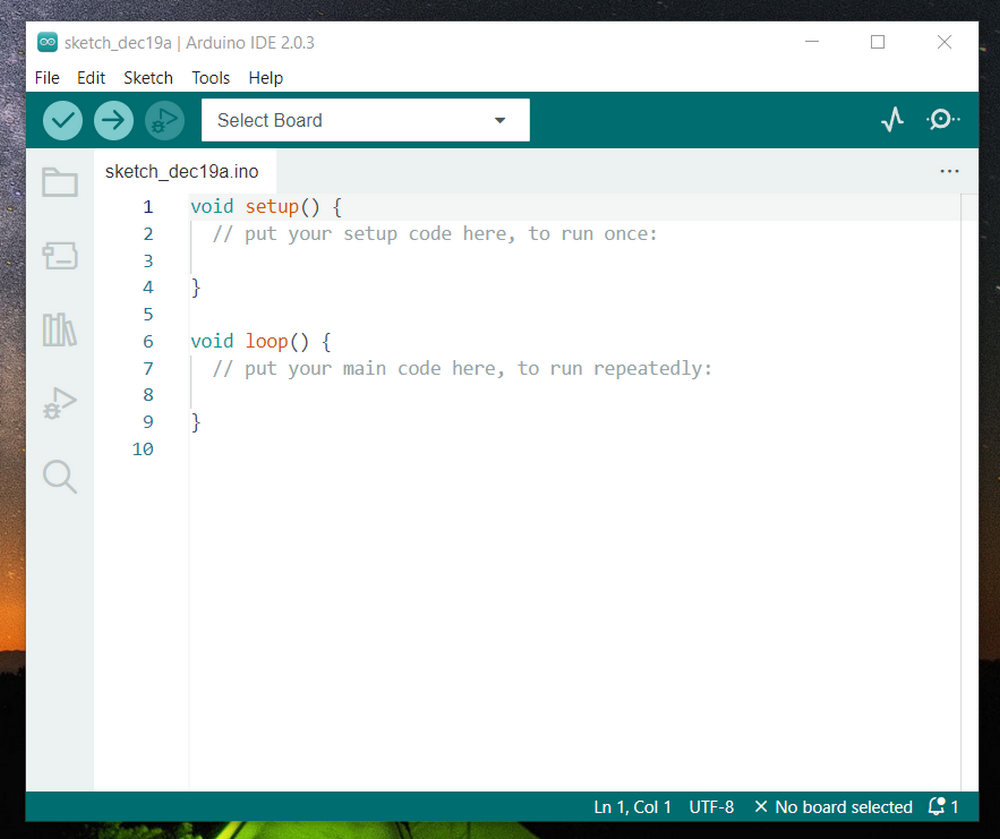 sketch_dec19a | Arduino IDE 2.0.3
File Edit Sketch Tools Help
Select Board
sketch_dec19a.ino
1 void setup() {
2 // put your setup code here, to run once:
3
4 }
5
6 void loop() {
7 // put your main code here, to run repeatedly:
8
9 }
10
Ln 1, Col 1 UTF-8 No board selected 1